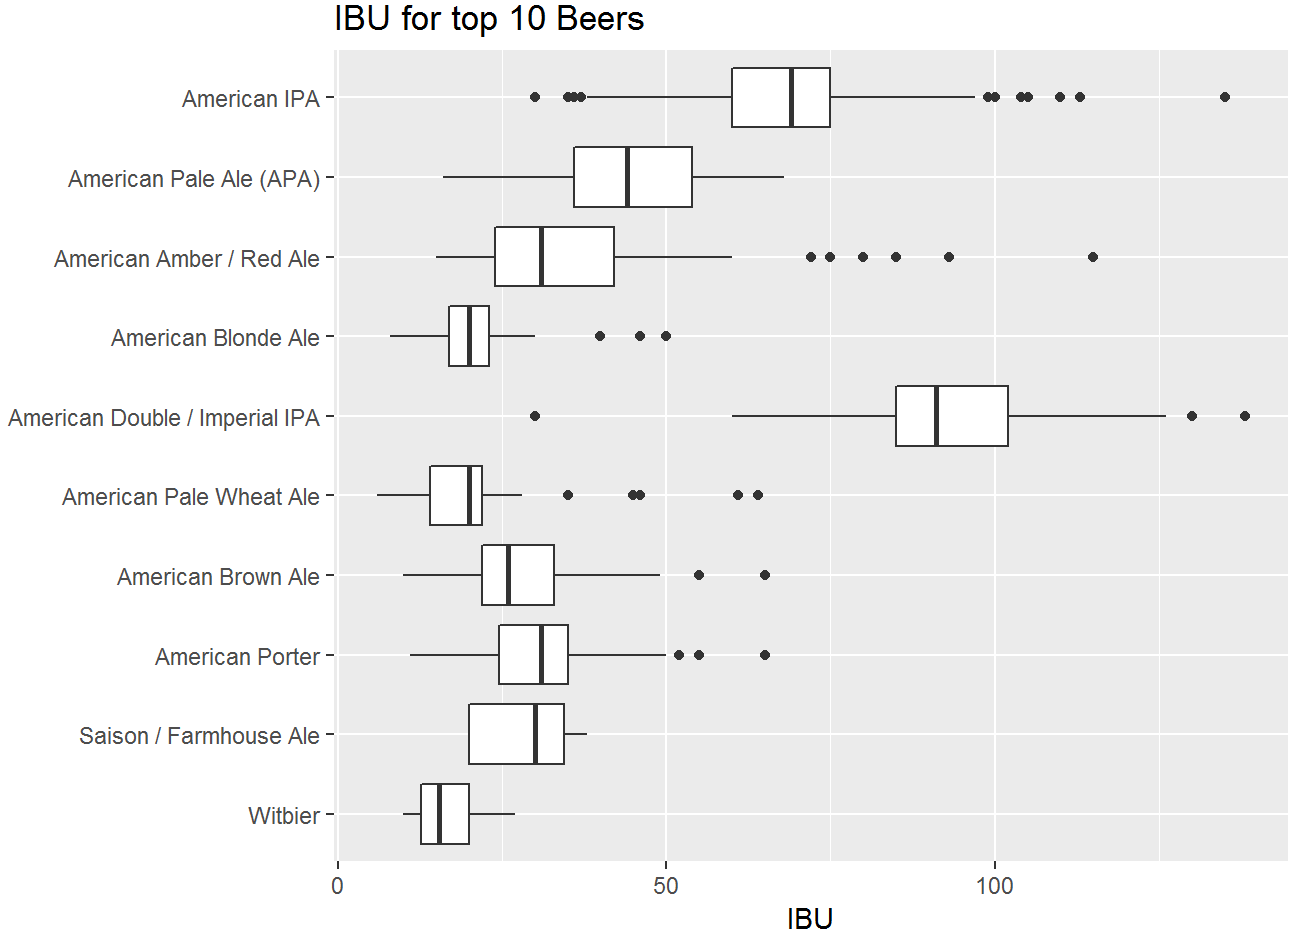 IBU for top 10 Beers
American IPA
American Pale Ale (APA)
American Amber / Red Ale
American Blonde Ale
American Double / Imperial IPA
American Pale Wheat Ale
American Brown Ale
American Porter
Saison / Farmhouse Ale
Witbier
0 50 100
IBU